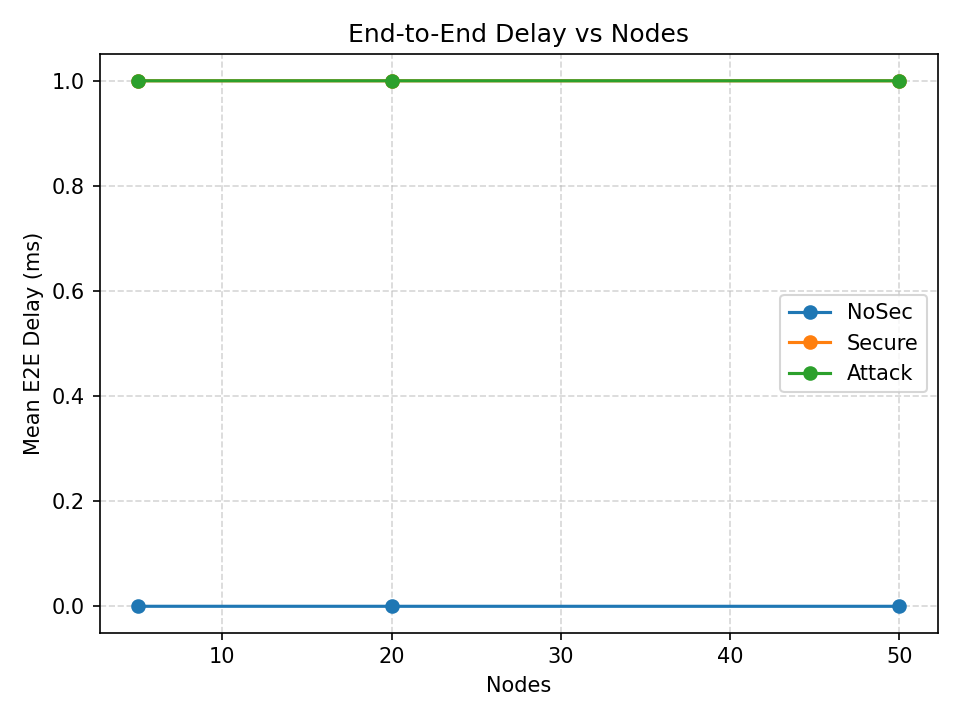 End-to-End Delay vs Nodes
Mean E2E Delay (ms)
1.0
0.8
0.6
0.4
0.2
0.0
NoSec
Secure
Attack
10 20 30 40 50
Nodes